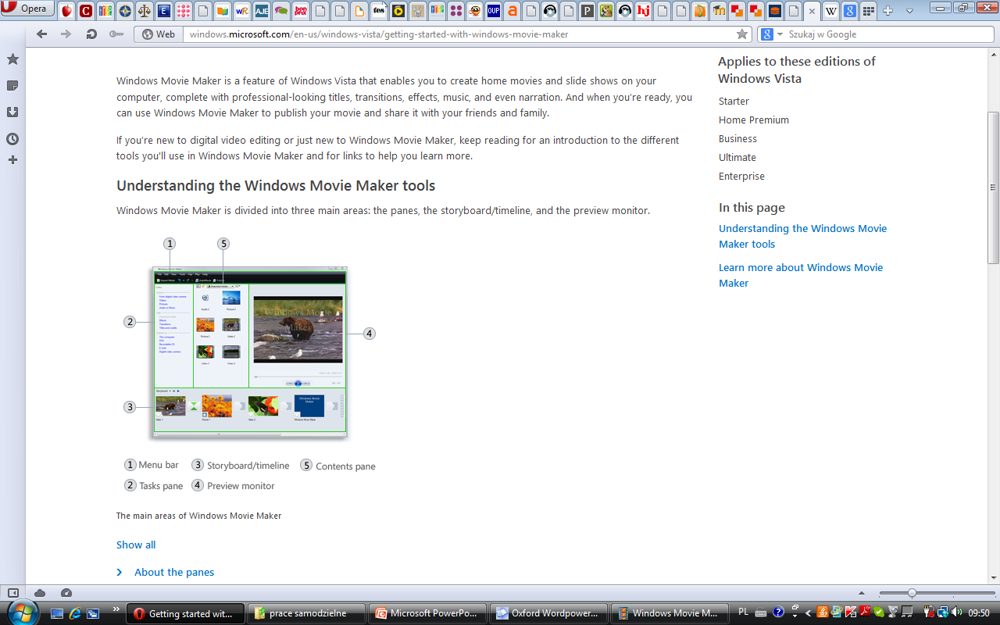 Opera
Web
windows.microsoft.com/en-us/windows-vista/getting-started-with-windows-movie-maker
Szukaj w Google
Windows Movie Maker is a feature of Windows Vista that enables you to create home movies and slide shows on your
computer, complete with professional-looking titles, transitions, effects, music, and even narration. And when you're ready, you
can use Windows Movie Maker to publish your movie and share it with your friends and family.
If you're new to digital video editing or just new to Windows Movie Maker, keep reading for an introduction to the different
tools you'll use in Windows Movie Maker and for links to help you learn more.
Understanding the Windows Movie Maker tools
Windows Movie Maker is divided into three main areas: the panes, the storyboard/timeline, and the preview monitor.
1
5
2
4
3
Windows Movie
Maker
1 Menu bar
3 Storyboard/timeline
5 Contents pane
2 Tasks pane
4 Preview monitor
The main areas of Windows Movie Maker
Show all
About the panes
Applies to these editions of
Windows Vista
Starter
Home Premium
Business
Ultimate
Enterprise
In this page
Understanding the Windows Movie
Maker tools
Learn more about Windows Movie
Maker
Getting started wit...
prace samodzielne
Microsoft PowerPo...
Oxford Wordpower...
Windows Movie M...
PL
09:50